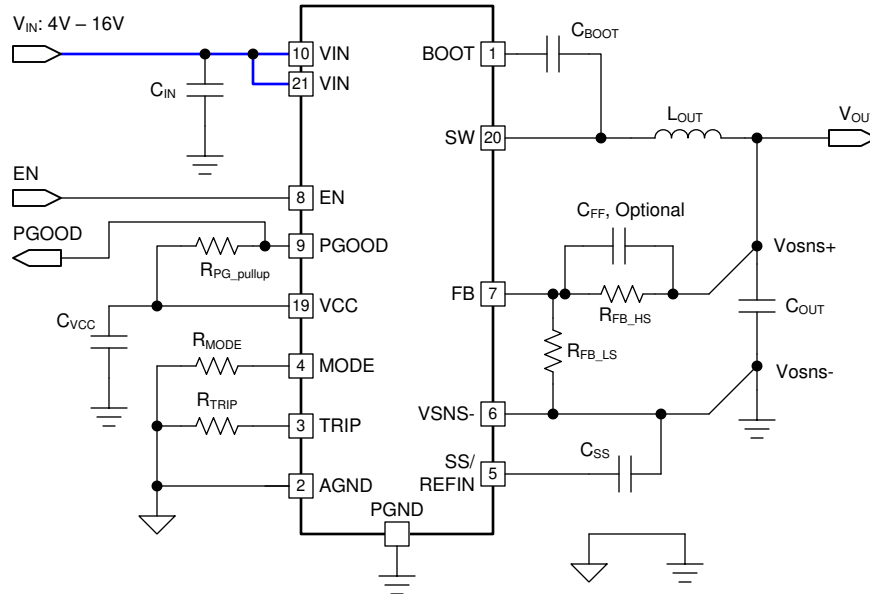 VIN: 4V – 16V
CIN
10 VIN
21 VIN
EN
8 EN
PGOOD
9 PGOOD
RPG_pullup
19 VCC
CVCC
RMODE
4 MODE
RTRIP
3 TRIP
2 AGND
PGND
BOOT 1
CBOOT
SW 20
LOUT
VOUT
CFF, Optional
Vosns+
FB 7
RFB_HS
COUT
RFB_LS
Vosns-
VSNS- 6
CSS
SS/
REFIN 5